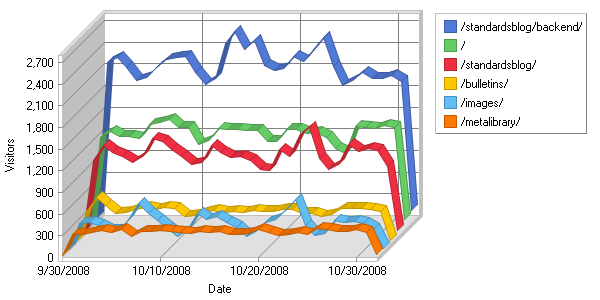 2,700
2,400
2,100
1,800
1,500
1,200
900
600
300
0
Visitors
9/30/2008
10/10/2008
10/20/2008
10/30/2008
Date
/standardsblog/backend/
/
/standardsblog/
/bulletins/
/images/
/metalibrary/